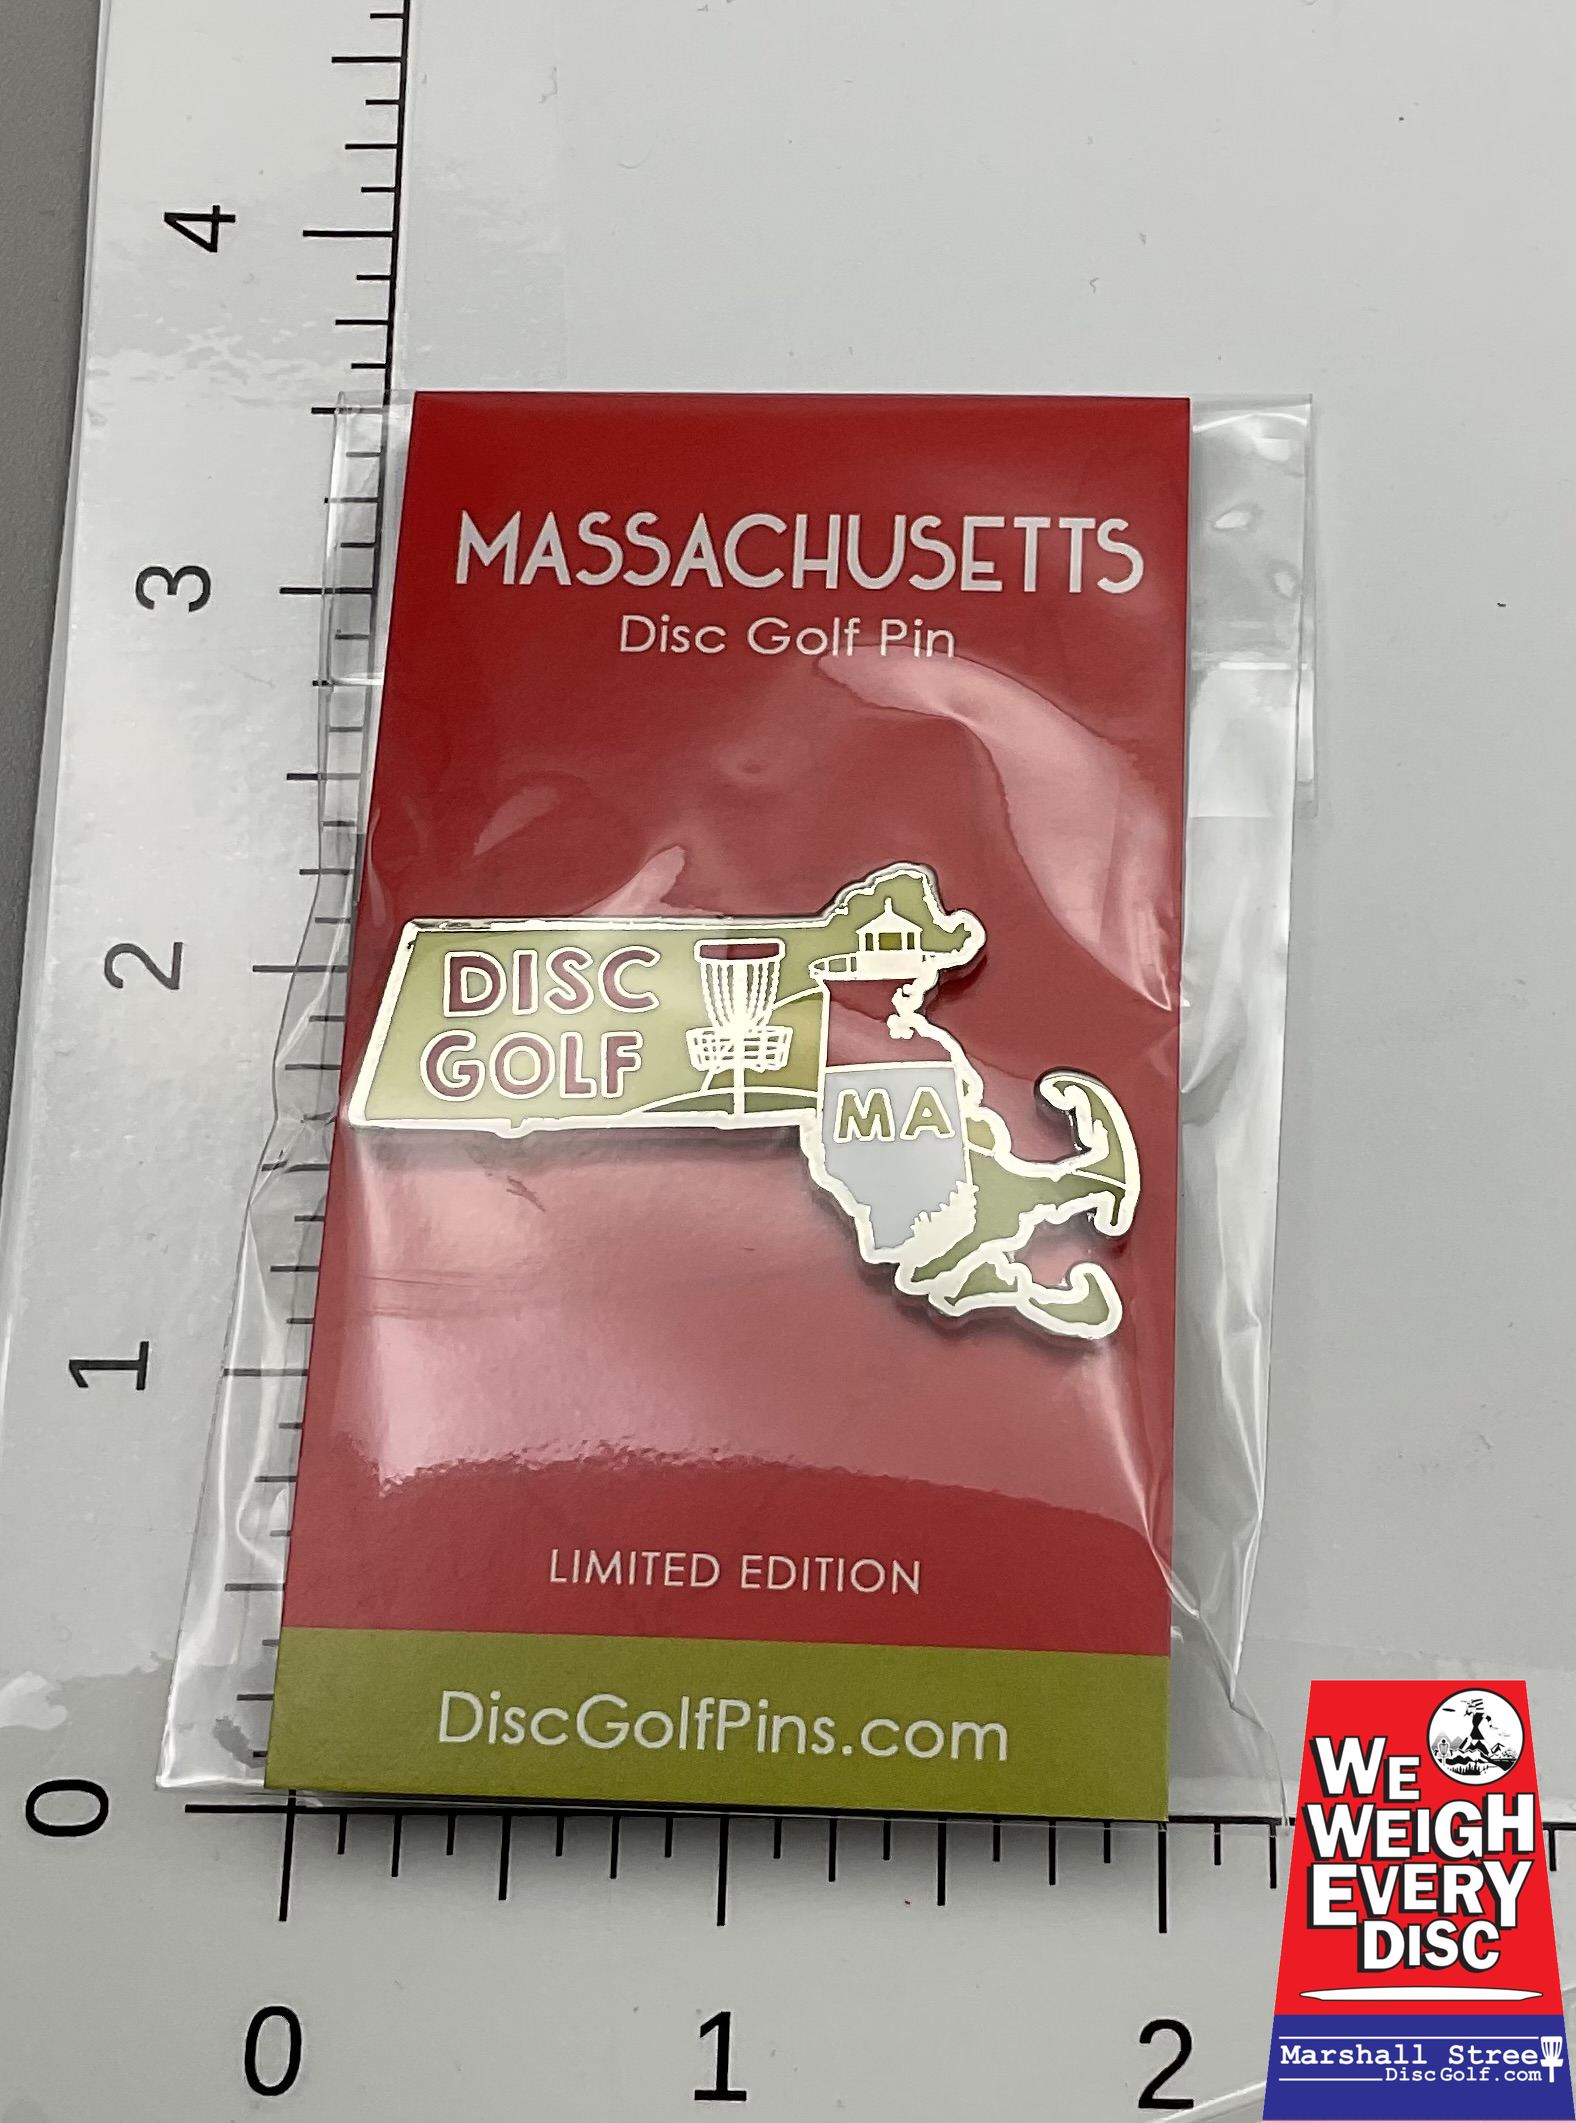 4
3
2
1
0
MASSACHUSETTS
Disc Golf Pin
DISC
GOLF
MA
LIMITED EDITION
DiscGolfPins.com
0
1
2
WE
WEIGH
EVERY
DISC
Marshall Stree
DiscGolf.com